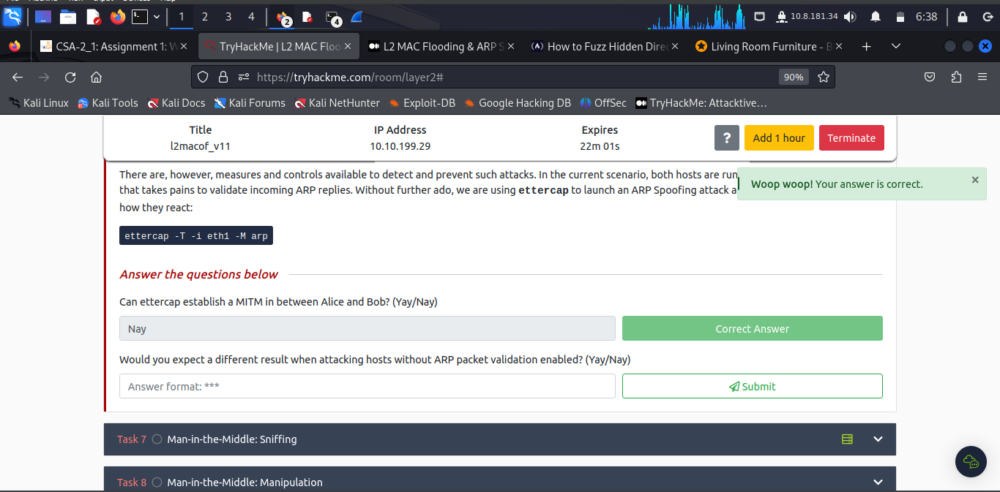 Machine View Input Devices Help
1 2 3 4 2 4 10.8.181.34 6:38
CSA-2_1: Assignment 1: W TryHackMe | L2 MAC Floo L2 MAC Flooding & ARP S How to Fuzz Hidden Direc Living Room Furniture - B
https://tryhackme.com/room/layer2# 90%
Kali Linux Kali Tools Kali Docs Kali Forums Kali NetHunter Exploit-DB Google Hacking DB OffSec TryHackMe: Attacktive…
Title IP Address Expires
l2macof_v11 10.10.199.29 22m 01s
? Add 1 hour Terminate
There are, however, measures and controls available to detect and prevent such attacks. In the current scenario, both hosts are run
that takes pains to validate incoming ARP replies. Without further ado, we are using ettercap to launch an ARP Spoofing attack a
how they react:
Woop woop! Your answer is correct. ×
ettercap -T -i eth1 -M arp
Answer the questions below
Can ettercap establish a MITM in between Alice and Bob? (Yay/Nay)
Nay Correct Answer
Would you expect a different result when attacking hosts without ARP packet validation enabled? (Yay/Nay)
Answer format: *** Submit
Task 7 Man-in-the-Middle: Sniffing
Task 8 Man-in-the-Middle: Manipulation